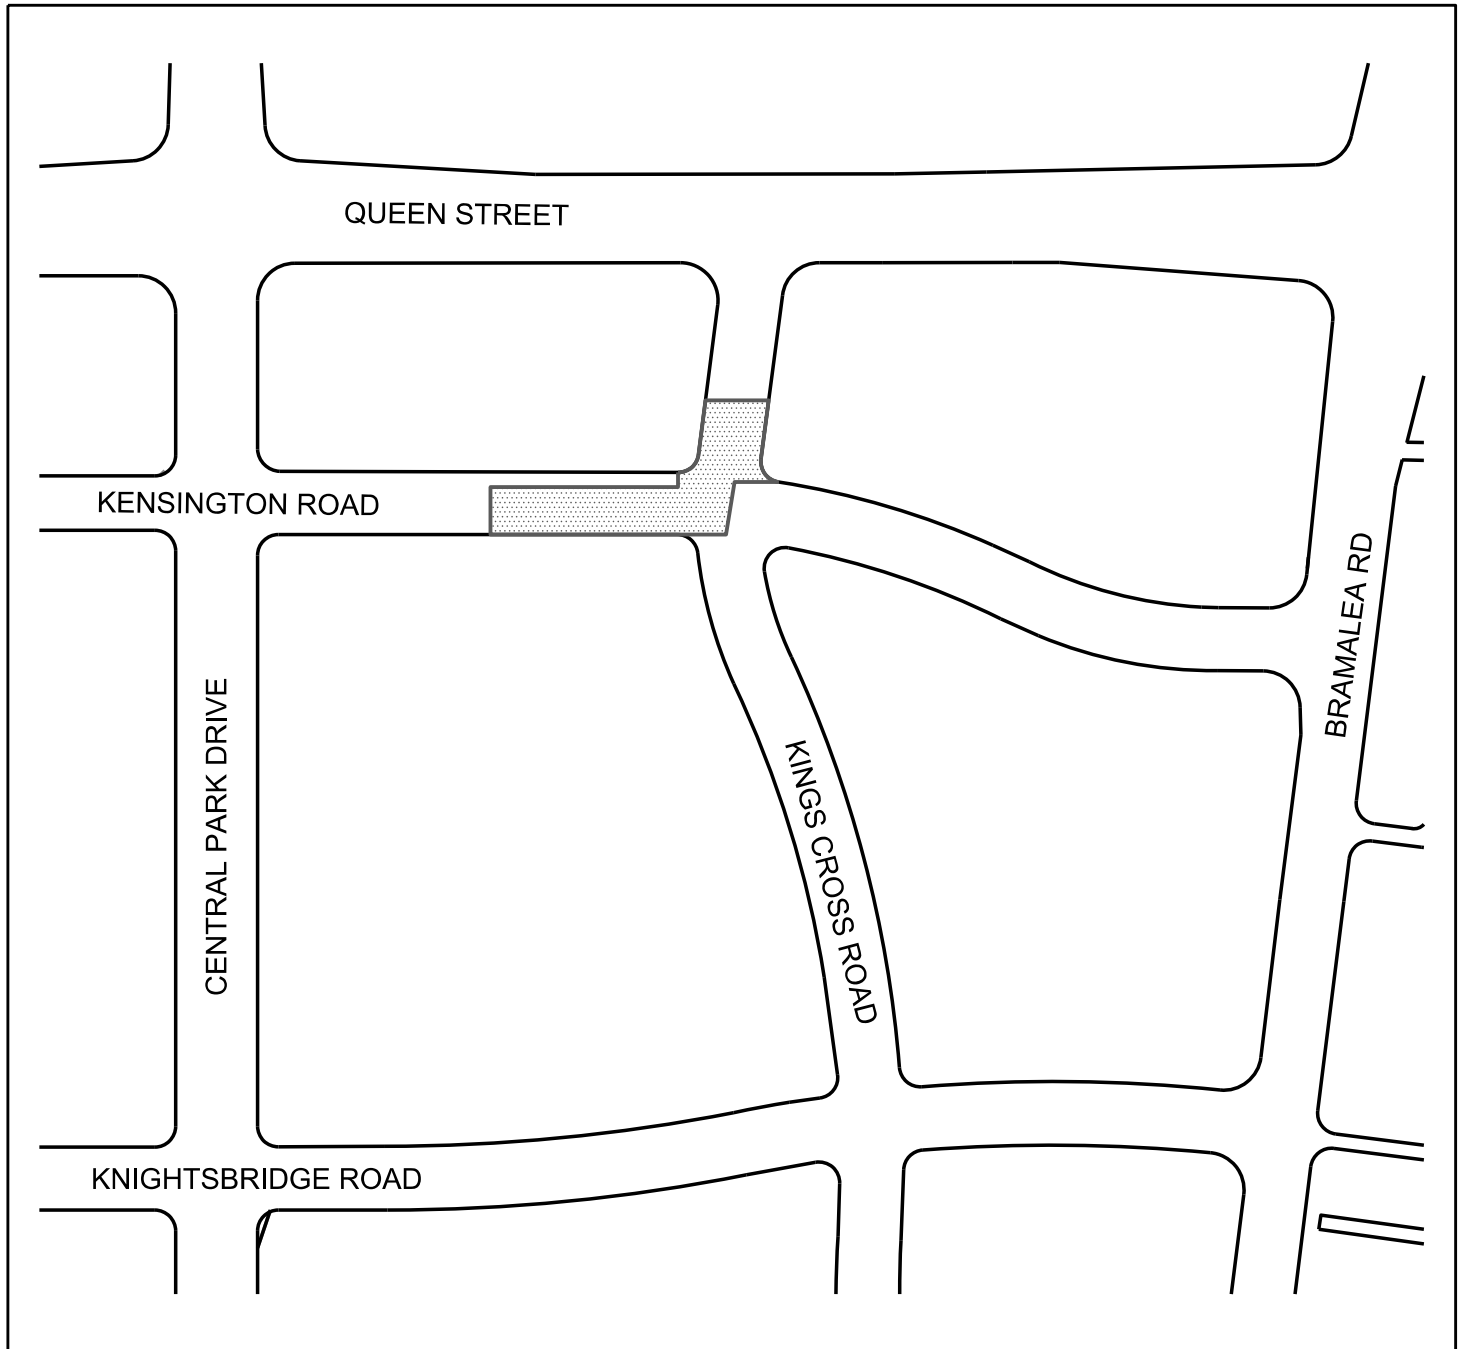 QUEEN STREET
KENSINGTON ROAD
BRAMALEA RD
CENTRAL PARK DRIVE
KINGS CROSS ROAD
KNIGHTSBRIDGE ROAD